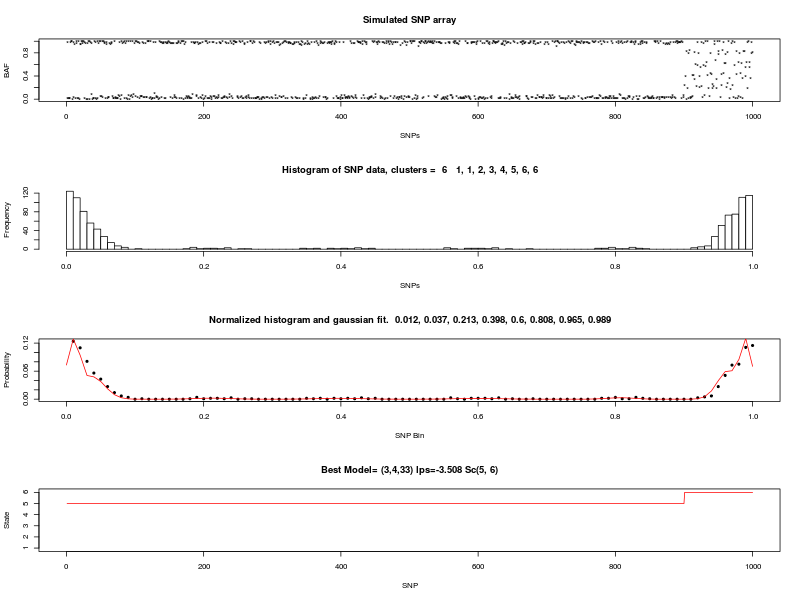 Simulated SNP array
BAF
0.0 0.4 0.8
0 200 400 600 800 1000
SNPs
Histogram of SNP data, clusters = 6 1, 1, 2, 3, 4, 5, 6, 6
Frequency
0 40 80 120
0.0 0.2 0.4 0.6 0.8 1.0
SNPs
Normalized histogram and gaussian fit. 0.012, 0.037, 0.213, 0.398, 0.6, 0.808, 0.965, 0.989
Probability
0.00 0.06 0.12
0.0 0.2 0.4 0.6 0.8 1.0
SNP Bin
Best Model= (3,4,33) lps=-3.508 Sc(5, 6)
State
1 2 3 4 5 6
0 200 400 600 800 1000
SNP